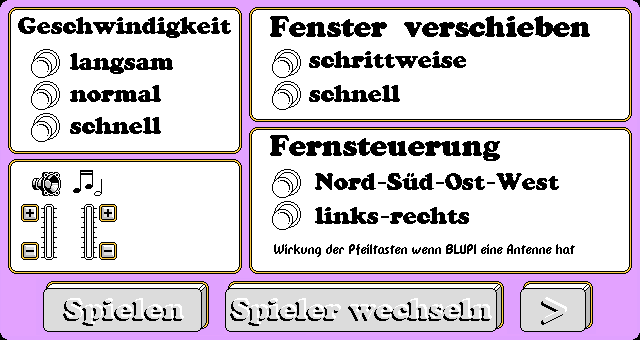 Geschwindigkeit
langsam
normal
schnell
Fenster verschieben
schrittweise
schnell
Fernsteuerung
Nord-Süd-Ost-West
links-rechts
Wirkung der Pfeiltasten wenn BLUPI eine Antenne hat
+ +
- -
Spielen
Spieler wechseln
>